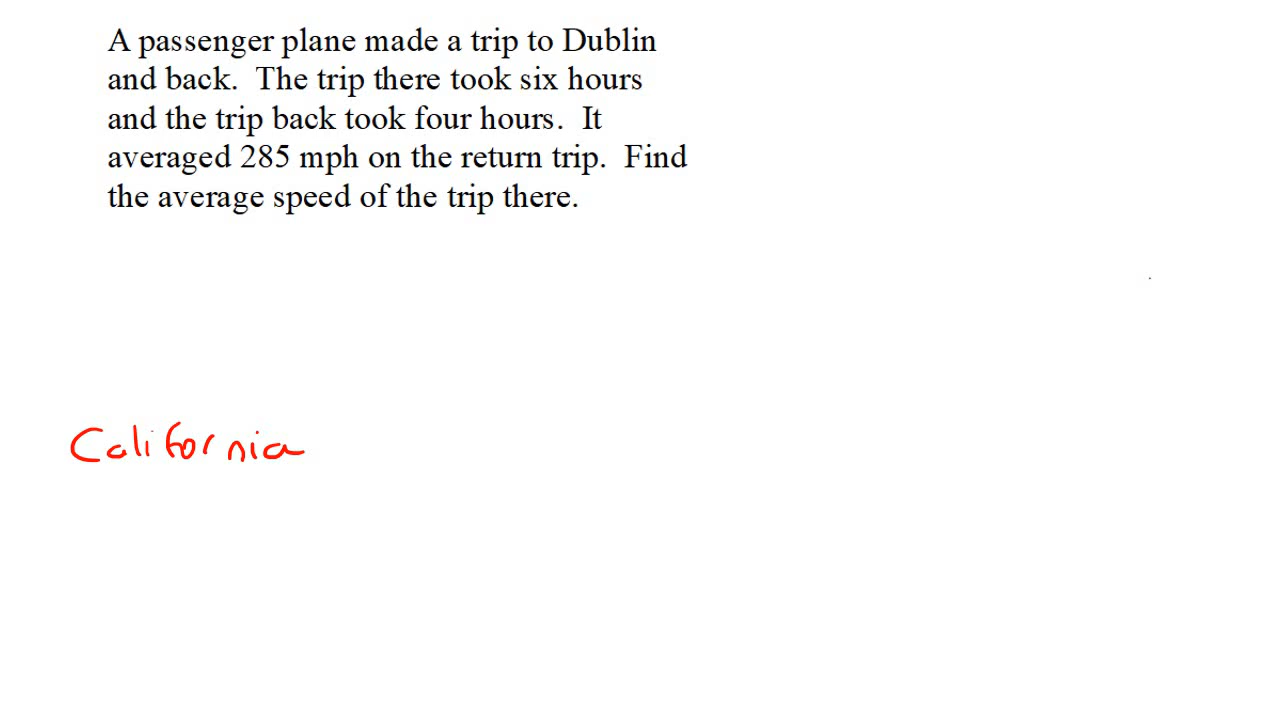 A passenger plane made a trip to Dublin
and back.  The trip there took six hours
and the trip back took four hours.  It
averaged 285 mph on the return trip.  Find
the average speed of the trip there.
California